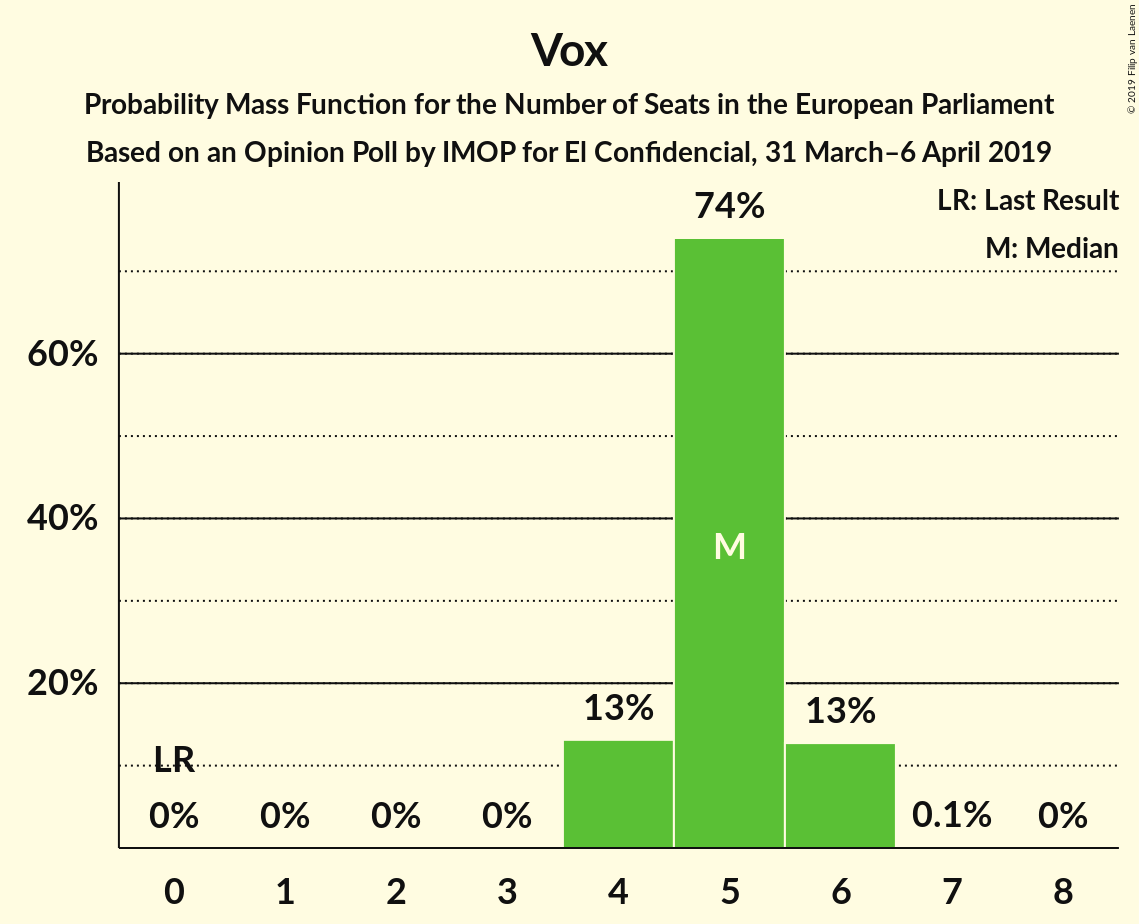 Vox
Probability Mass Function for the Number of Seats in the European Parliament
Based on an Opinion Poll by IMOP for El Confidencial, 31 March–6 April 2019
© 2019 Filip van Laenen
LR: Last Result
M: Median
74%
60%
40%
20%
M
13%
13%
LR
0%
0%
0%
0%
0.1%
0%
0
1
2
3
4
5
6
7
8